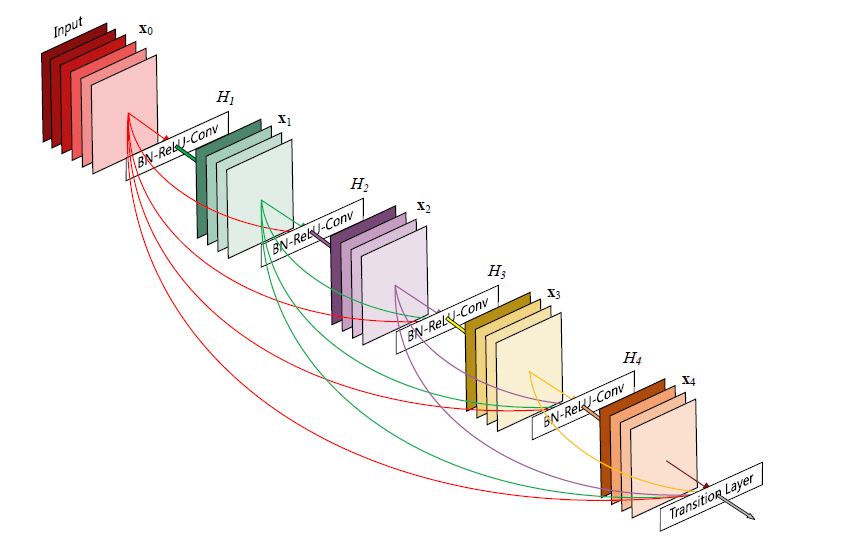 Input
x0
H1
BN-ReLU-Conv
x1
H2
BN-ReLU-Conv
x2
H3
BN-ReLU-Conv
x3
H4
BN-ReLU-Conv
x4
Transition Layer